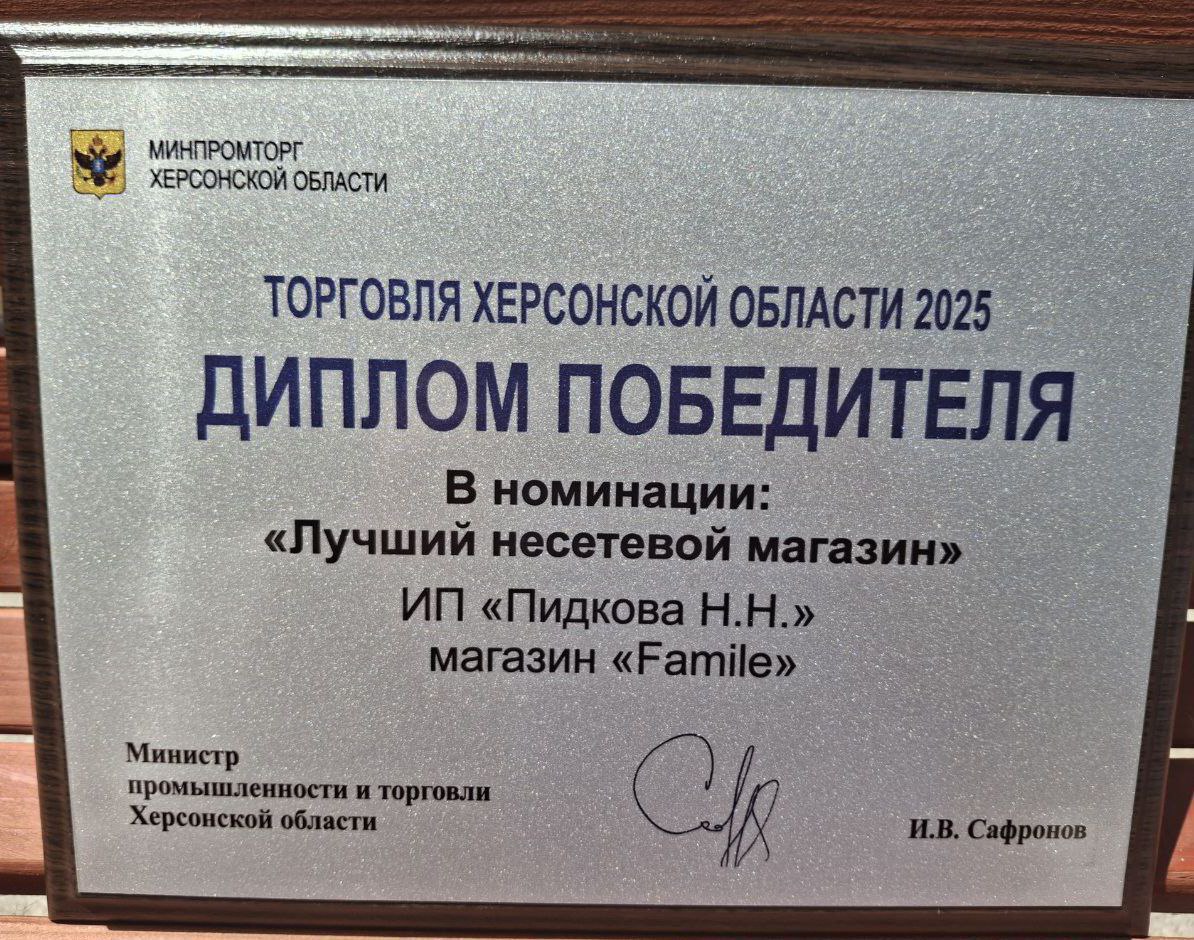 МИНПРОМТОРГ
ХЕРСОНСКОЙ ОБЛАСТИ
ТОРГОВЛЯ ХЕРСОНСКОЙ ОБЛАСТИ 2025
ДИПЛОМ ПОБЕДИТЕЛЯ
В номинации:
«Лучший несетевой магазин»
ИП «Пидкова Н.Н.»
магазин «Famile»
Министр
промышленности и торговли
Херсонской области
И.В. Сафронов